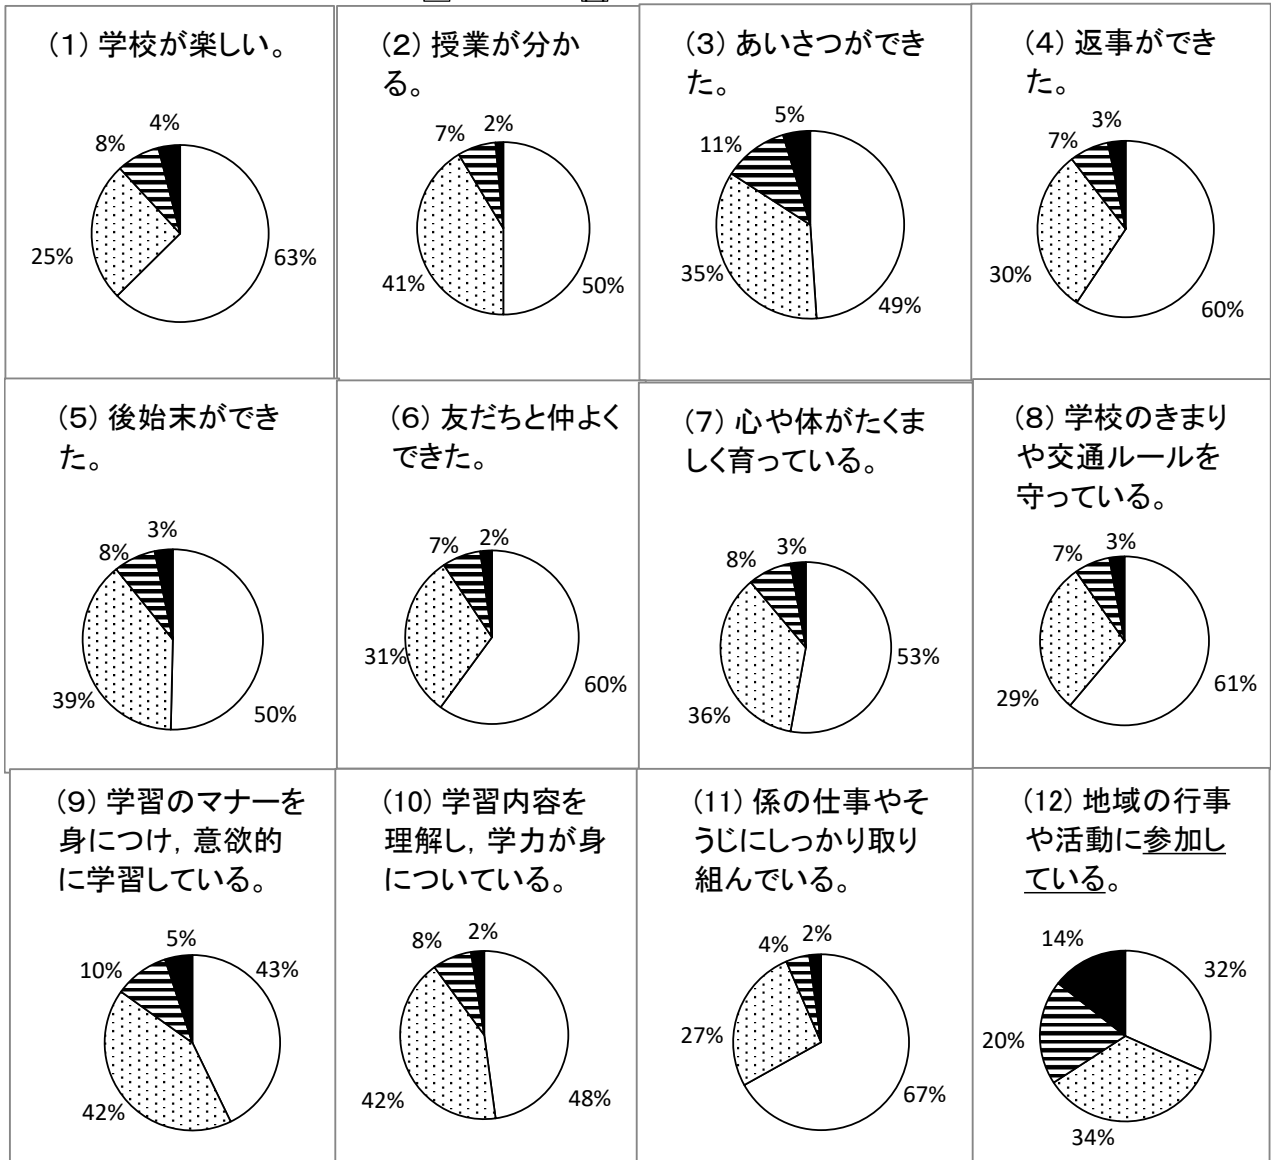 (1) 学校が楽しい。
4%
8%
25%
63%
(2) 授業が分か
る。
2%
7%
41%
50%
(3) あいさつができ
た。
5%
11%
35%
49%
(4) 返事ができ
た。
3%
7%
30%
60%
(5) 後始末ができ
た。
3%
8%
39%
50%
(6) 友だちと仲よく
できた。
2%
7%
31%
60%
(7) 心や体がたくま
しく育っている。
3%
8%
53%
36%
(8) 学校のきまり
や交通ルールを
守っている。
3%
7%
29%
61%
(9) 学習のマナーを
身につけ，意欲的
に学習している。
5%
10%
43%
42%
(10) 学習内容を
理解し，学力が身
についている。
2%
8%
42%
48%
(11) 係の仕事やそ
うじにしっかり取り
組んでいる。
2%
4%
27%
67%
(12) 地域の行事
や活動に参加し
ている。
14%
32%
20%
34%